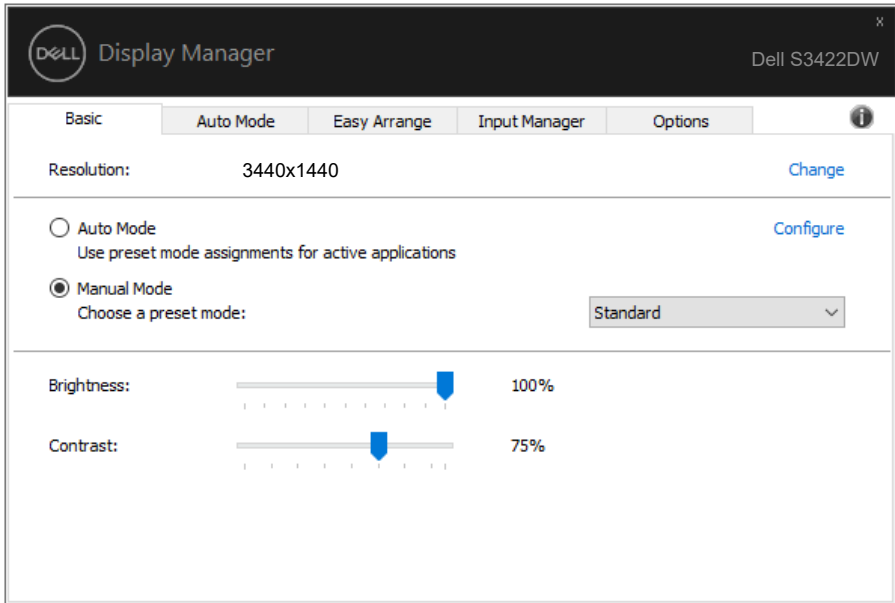 x
DELL Display Manager
Dell S3422DW
Basic Auto Mode Easy Arrange Input Manager Options i
Resolution: 3440x1440 Change
Auto Mode Configure
Use preset mode assignments for active applications
Manual Mode
Choose a preset mode: Standard
Brightness: 100%
Contrast: 75%